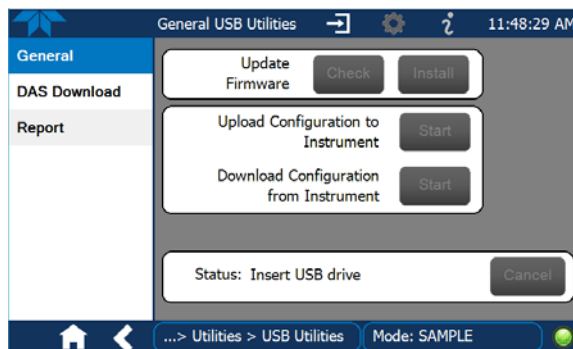 General USB Utilities
11:48:29 AM
General
DAS Download
Report
Update
Firmware
Check
Install
Upload Configuration to
Instrument
Start
Download Configuration
from Instrument
Start
Status: Insert USB drive
Cancel
...> Utilities > USB Utilities
Mode: SAMPLE